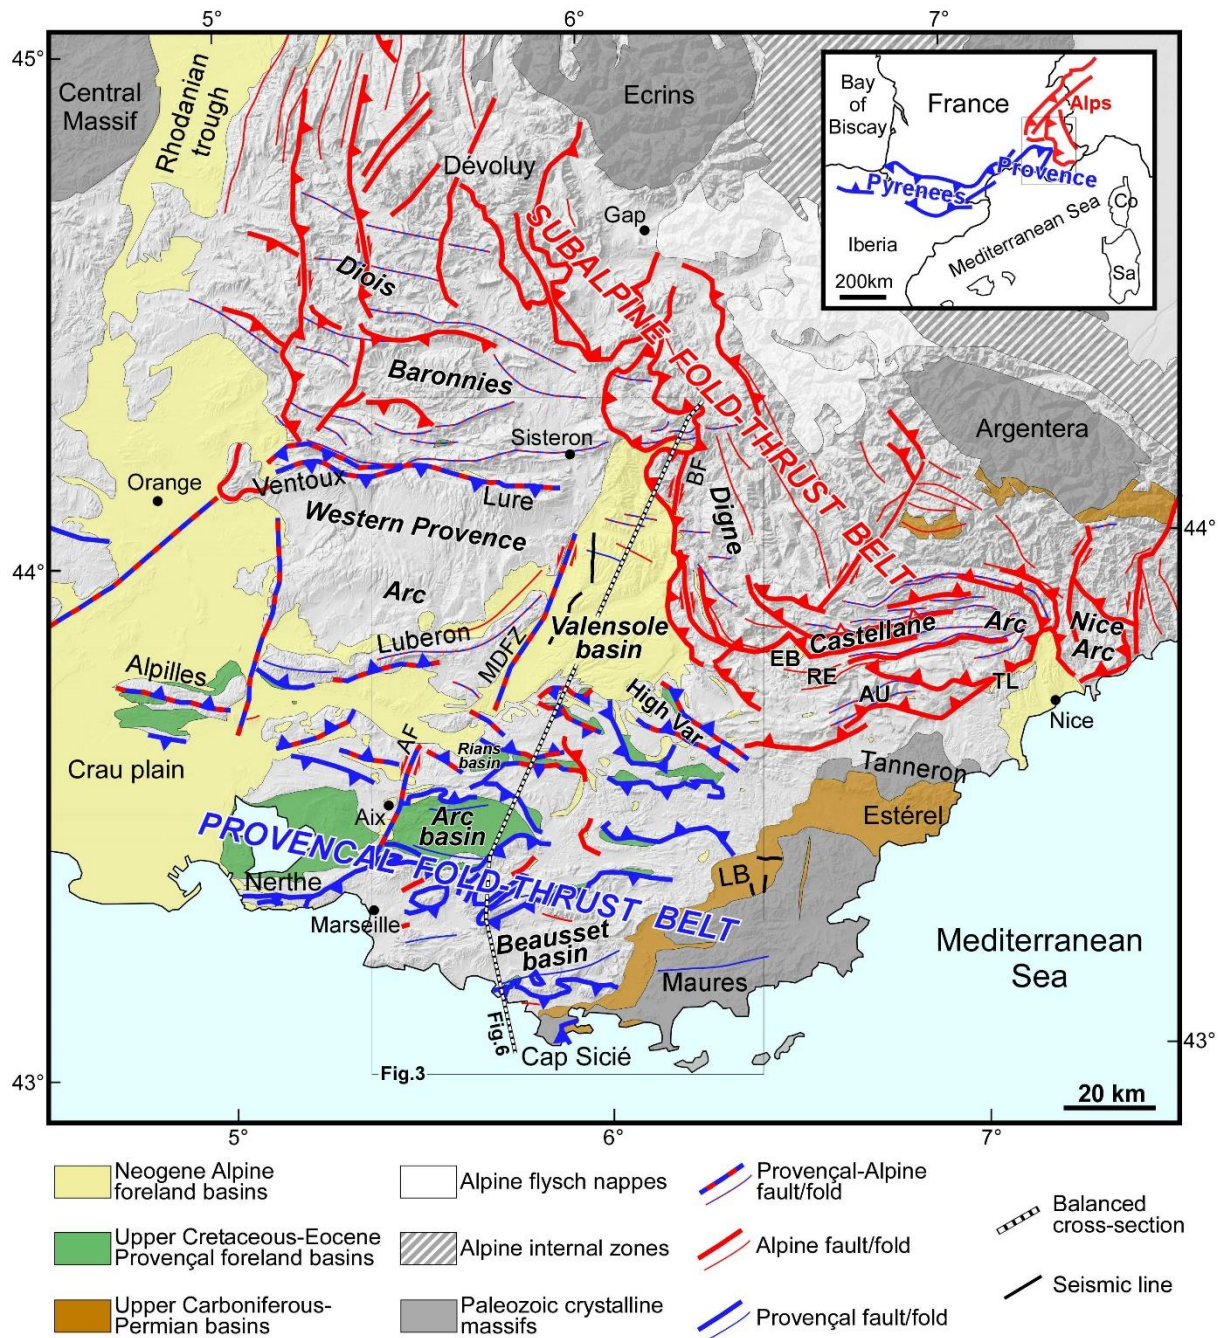 5°
6°
7°
45°
Central
Massif
Rhodanian
trough
Ecrins
Dévoluy
Gap
Bay
of
Biscay
France
Alps
Provence
Pyrenees
Iberia
Mediterranean Sea
Co
Sa
200km
SUBALPINE FOLD-THRUST BELT
Diois
Baronnies
Sisteron
Argentera
Orange
Ventoux
Lure
BF
Digne
Western Provence
Arc
44°
44°
Luberon
MDFZ
Valensole
basin
Castellane
Arc
Nice
Arc
EB
RE
AU
TL
Nice
Alpilles
High Var
AF
Rians
basin
Crau plain
Aix
Arc
basin
Tanneron
Estérel
PROVENCAL FOLD-THRUST BELT
LB
Nerthe
Marseille
Beausset
basin
Maures
Mediterranean
Sea
Fig.6
Cap Sicié
43°
43°
Fig.3
20 km
5°
6°
7°
Neogene Alpine
foreland basins
Upper Cretaceous-Eocene
Provençal foreland basins
Upper Carboniferous-
Permian basins
Alpine flysch nappes
Alpine internal zones
Paleozoic crystalline
massifs
Provençal-Alpine
fault/fold
Alpine fault/fold
Provençal fault/fold
Balanced
cross-section
Seismic line